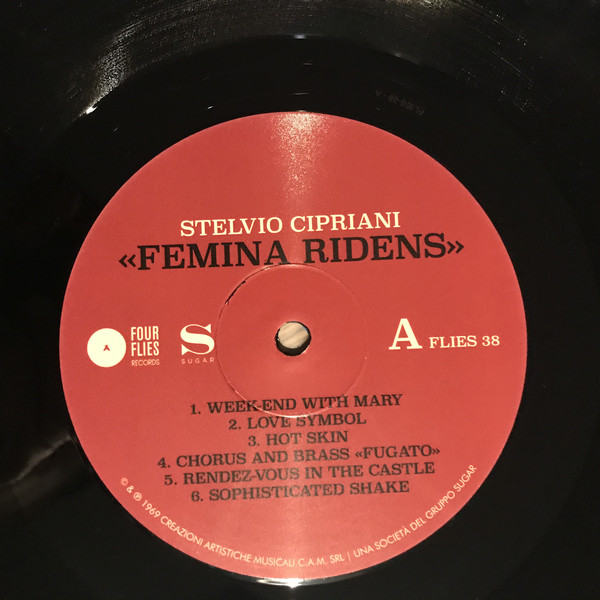 STELVIO CIPRIANI
«FEMINA RIDENS»
A
FOUR
FLIES
RECORDS
S
SUGAR
A FLIES 38
1. WEEK-END WITH MARY
2. LOVE SYMBOL
3. HOT SKIN
4. CHORUS AND BRASS «FUGATO»
5. RENDEZ-VOUS IN THE CASTLE
6. SOPHISTICATED SHAKE
© & ℗ 1969 CREAZIONI ARTISTICHE MUSICALI C.A.M. SRL | UNA SOCIETÀ DEL GRUPPO SUGAR